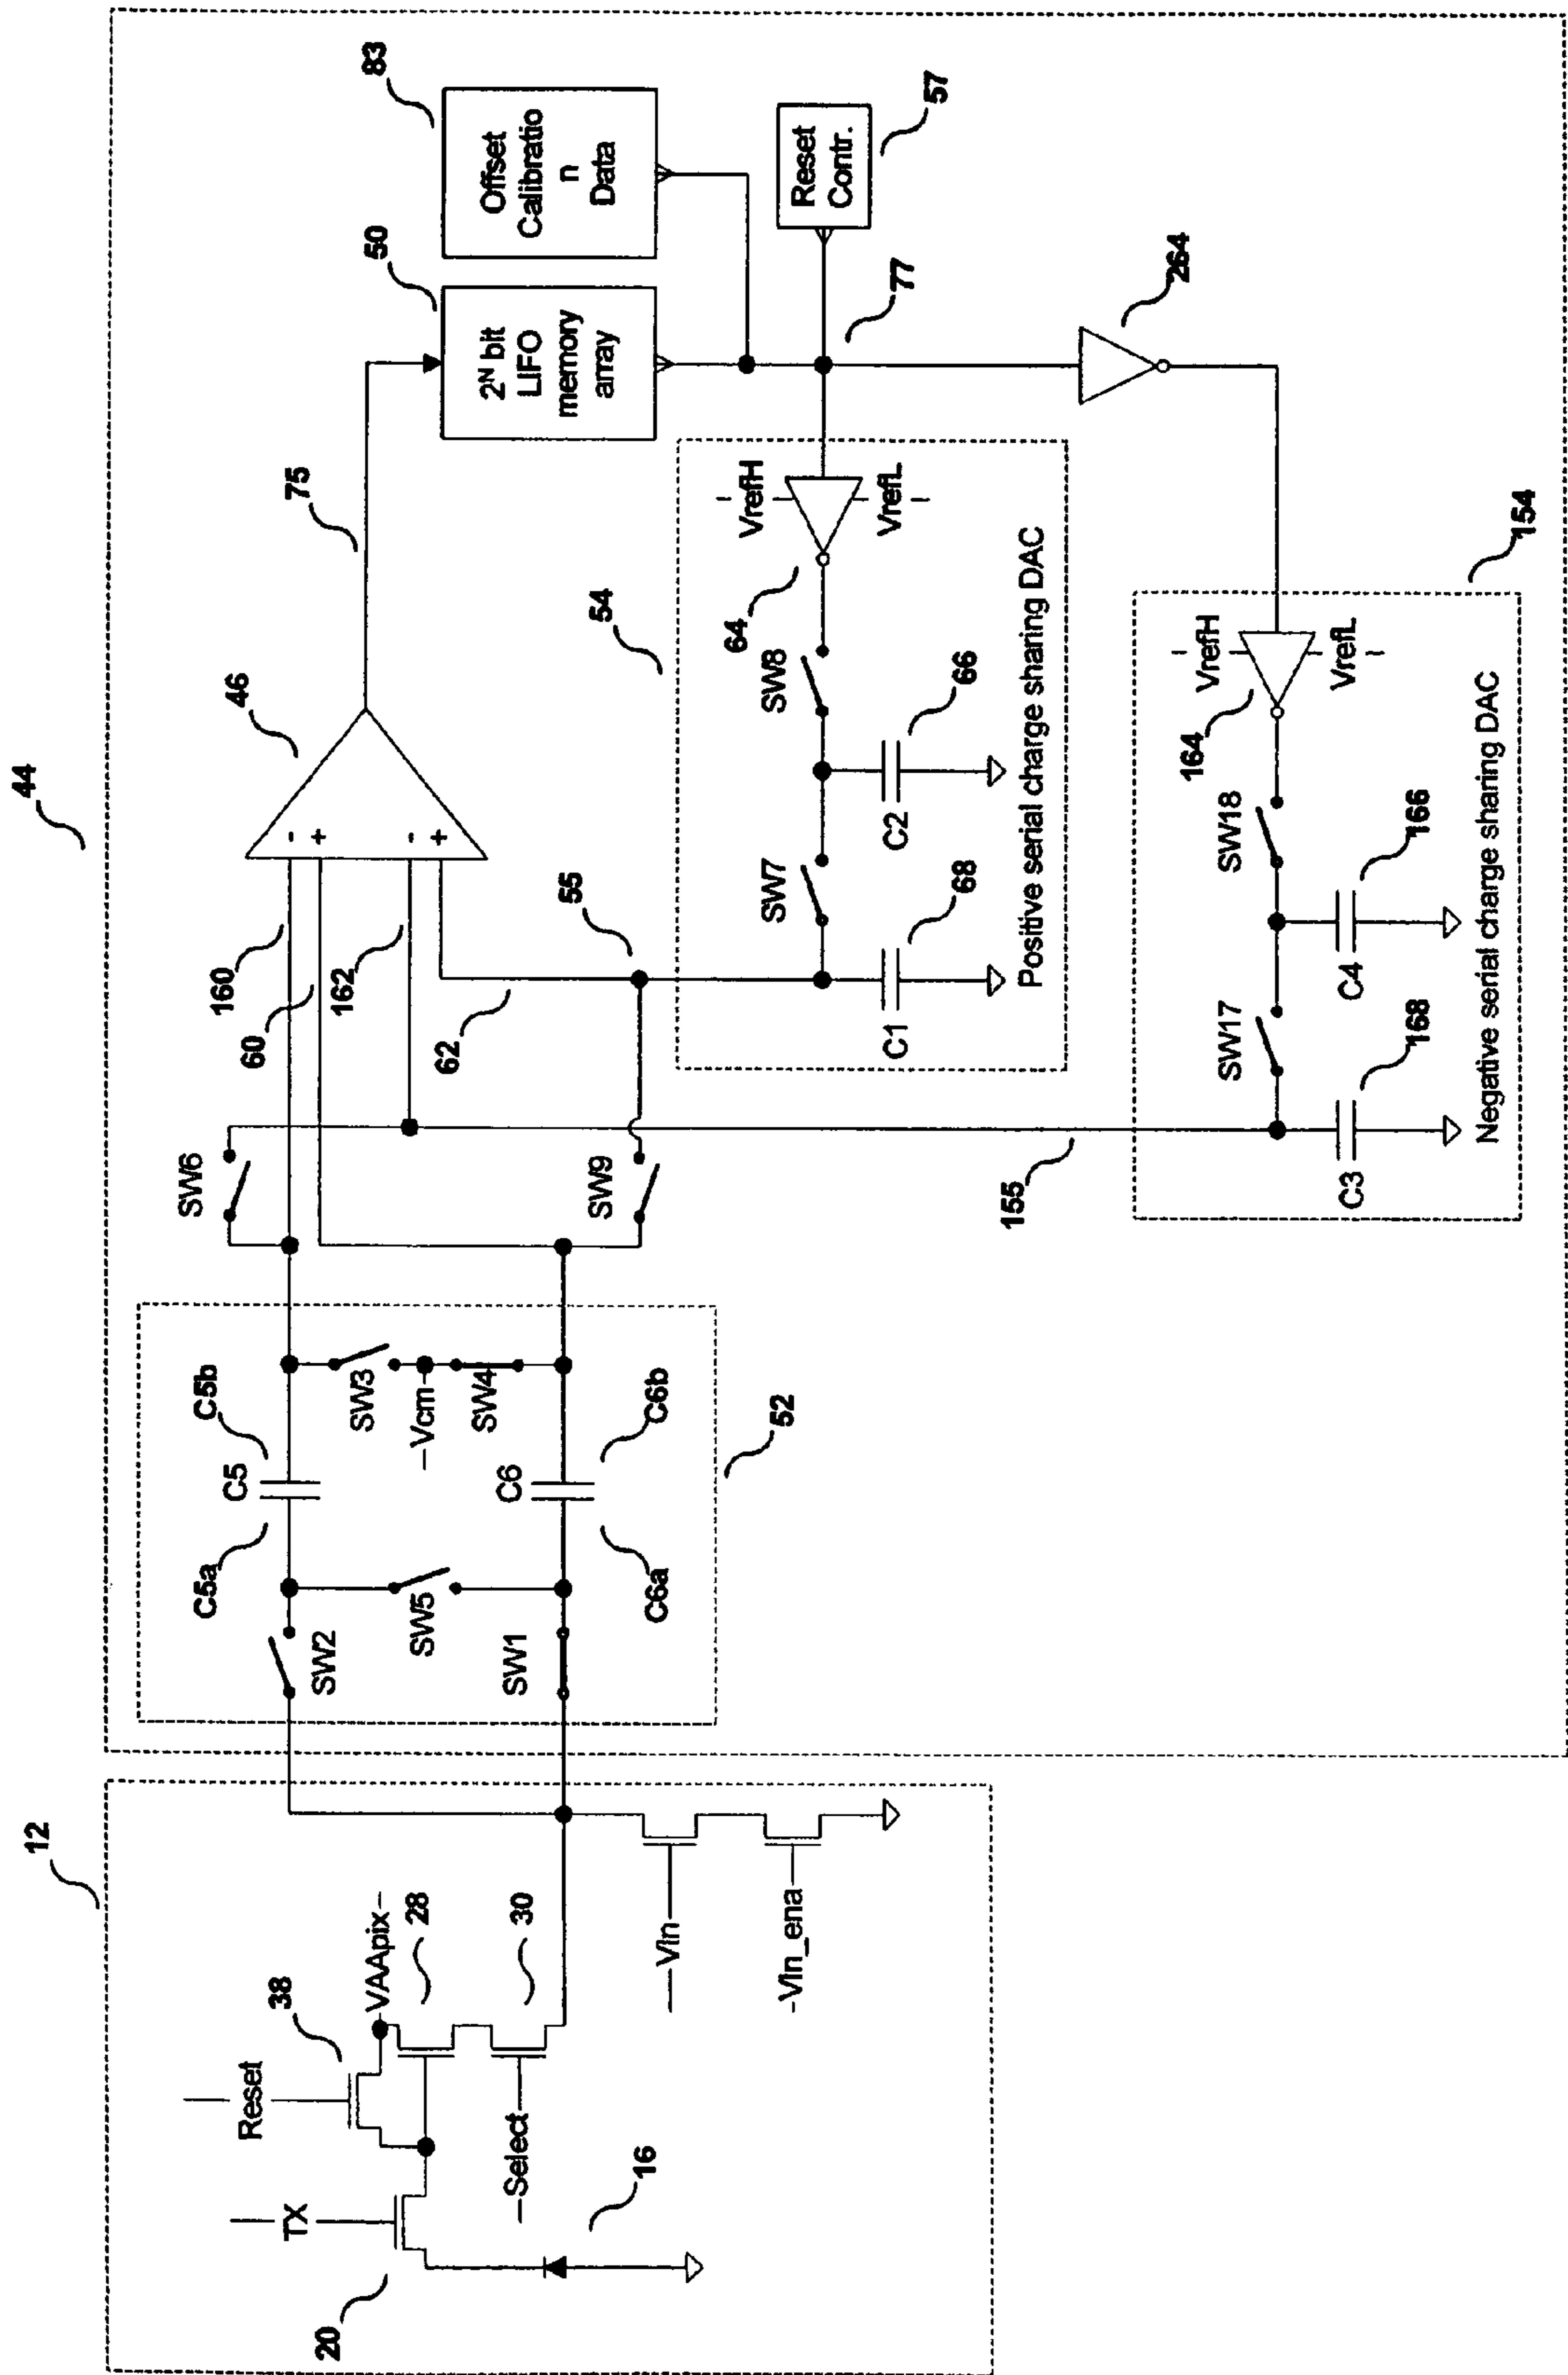 44
12
Reset
38
TX
20
VAApix
28
30
Select
16
Vln
Vln_ena
SW2
SW5
SW1
C5a
C5
C5b
C6a
C6
C6b
SW3
Vcm
SW4
52
SW6
SW9
160
60
162
62
55
155
-
+
-
+
46
75
50
2N bit
LIFO
memory
array
83
Offset
Calibratio
n
Data
Reset
Contr.
57
77
264
54
64
VrefH
VrefL
SW8
SW7
C2
66
C1
68
Positive serial charge sharing DAC
154
164
VrefH
VrefL
SW18
SW17
C4
166
C3
168
Negative serial charge sharing DAC